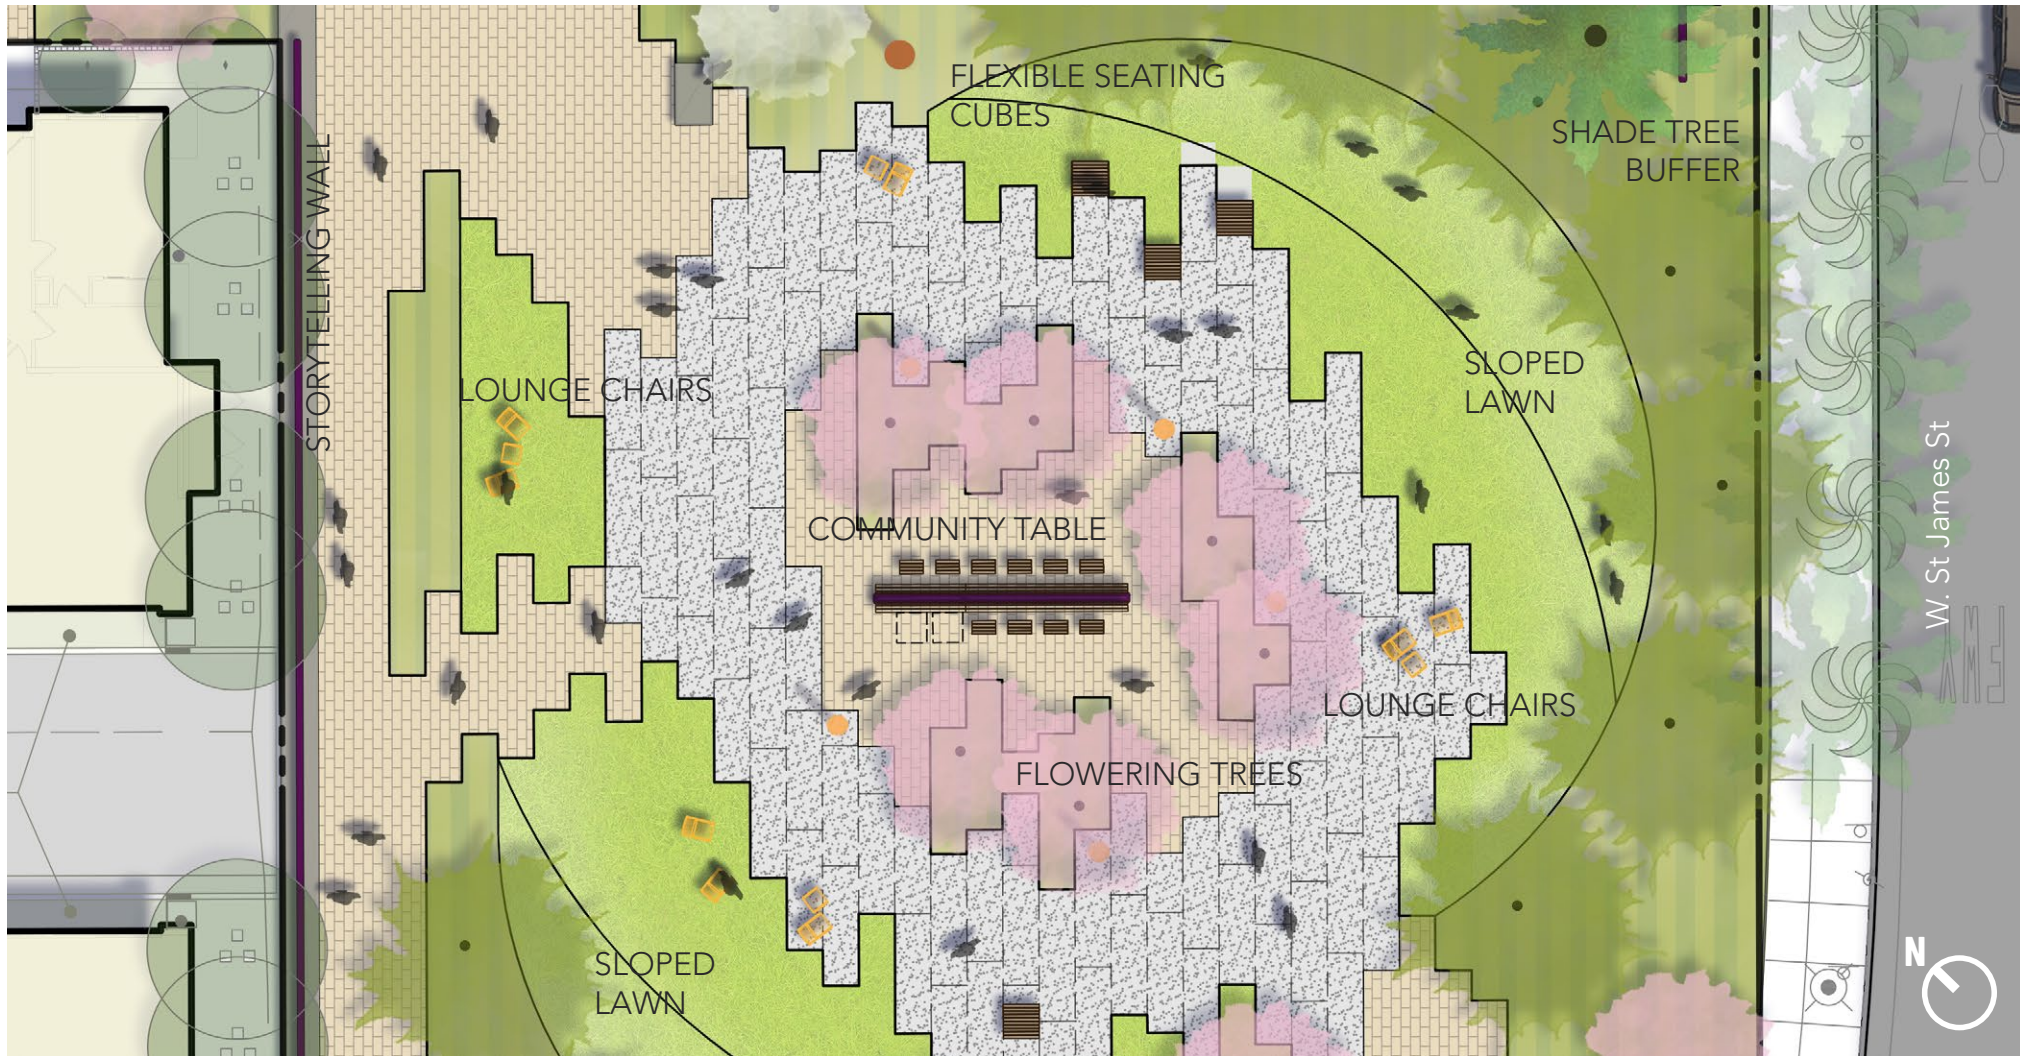 FLEXIBLE SEATING
CUBES
SHADE TREE
BUFFER
STORYTELLING WALL
LOUNGE CHAIRS
SLOPED
LAWN
COMMUNITY TABLE
W. St James St
LOUNGE CHAIRS
FLOWERING TREES
SLOPED
LAWN
N